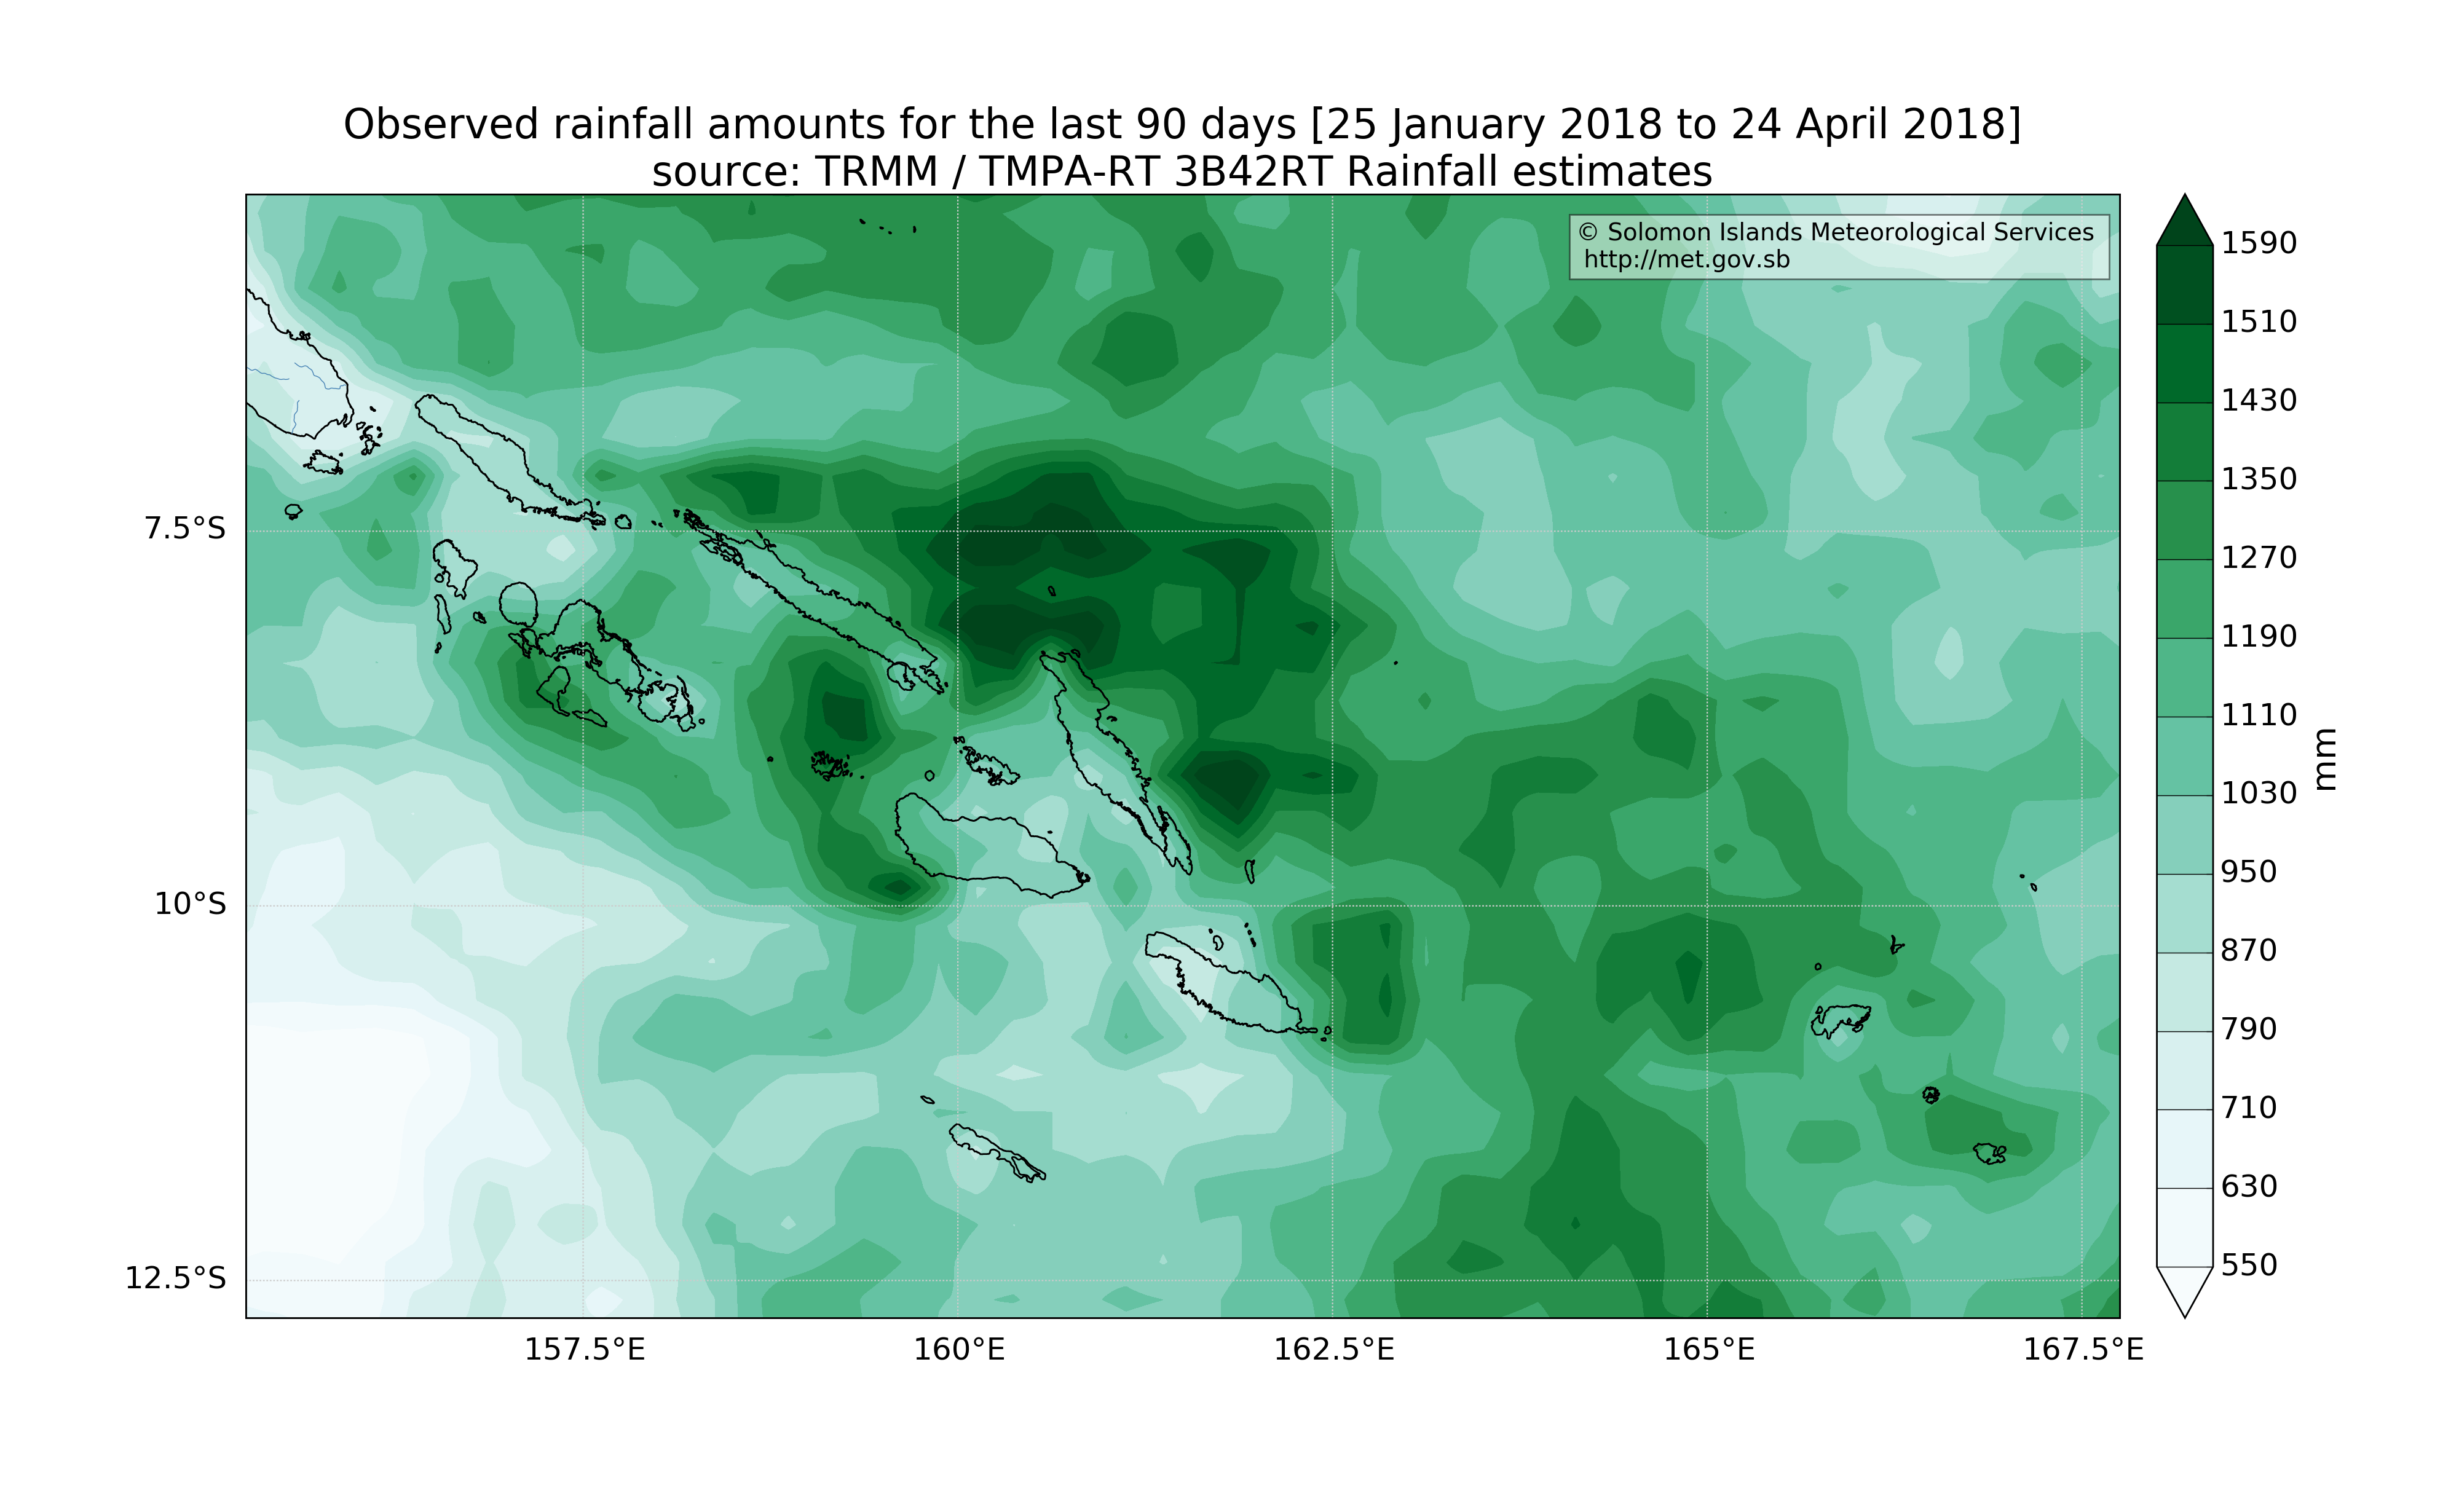 Observed rainfall amounts for the last 90 days [25 January 2018 to 24 April 2018]
source: TRMM / TMPA-RT 3B42RT Rainfall estimates
© Solomon Islands Meteorological Services
http://met.gov.sb
7.5°S
10°S
12.5°S
157.5°E
160°E
162.5°E
165°E
167.5°E
1590
1510
1430
1350
1270
1190
1110
1030
950
870
790
710
630
550
mm